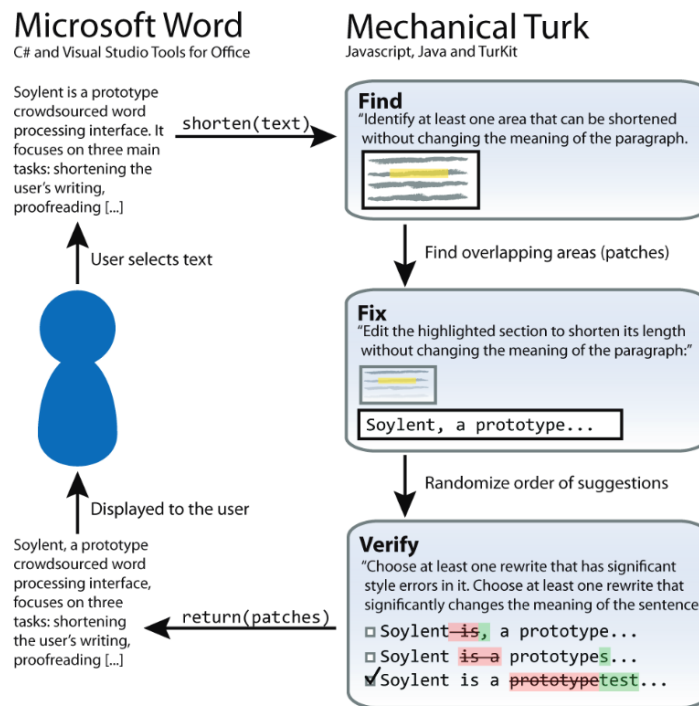 Microsoft Word
C# and Visual Studio Tools for Office
Soylent is a prototype
crowdsourced word
processing interface. It
focuses on three main
tasks: shortening the
user's writing,
proofreading [...]
shorten(text)
User selects text
Displayed to the user
Soylent, a prototype
crowdsourced word
processing interface,
focuses on three
tasks: shortening
the user's writing,
proofreading [...]
return(patches)
Mechanical Turk
Javascript, Java and TurKit
Find
“Identify at least one area that can be shortened
without changing the meaning of the paragraph.
Find overlapping areas (patches)
Fix
“Edit the highlighted section to shorten its length
without changing the meaning of the paragraph:”
Soylent, a prototype...
Randomize order of suggestions
Verify
“Choose at least one rewrite that has significant
style errors in it. Choose at least one rewrite that
significantly changes the meaning of the sentence
Soylent is, a prototype...
Soylent is a prototypes...
Soylent is a prototypetest...